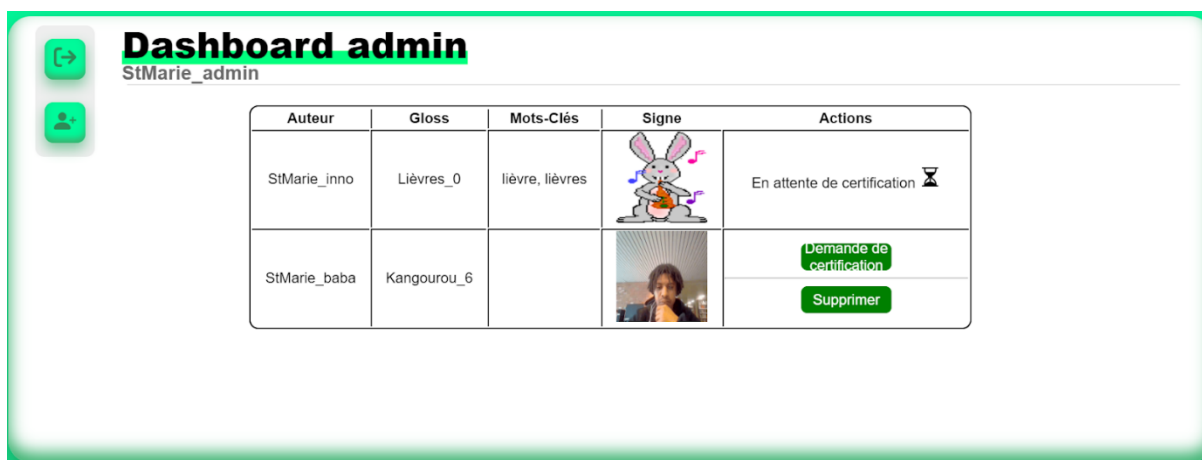 Dashboard admin
StMarie_admin
Auteur Gloss Mots-Clés Signe Actions
StMarie_inno Lièvres_0 lièvre, lièvres En attente de certification
StMarie_baba Kangourou_6
Demande de
certification
Supprimer